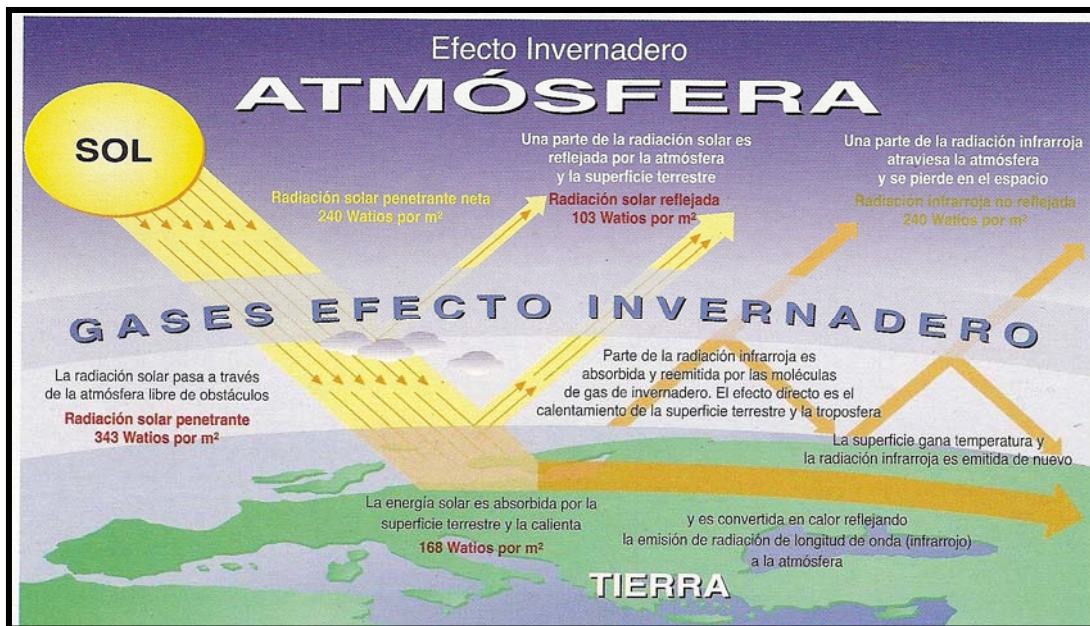 Efecto Invernadero
ATMÓSFERA
SOL
Una parte de la radiación solar es
reflejada por la atmósfera
y la superficie terrestre
Radiación solar reflejada
103 Watios por m²
Una parte de la radiación infrarroja
atraviesa la atmósfera
y se pierde en el espacio
Radiación infrarroja no reflejada
240 Watios por m²
Radiación solar penetrante neta
240 Watios por m²
GASES EFECTO INVERNADERO
La radiación solar pasa a través
de la atmósfera libre de obstáculos
Radiación solar penetrante
343 Watios por m²
Parte de la radiación infrarroja es
absorbida y reemitida por las moléculas
de gas de invernadero. El efecto directo es el
calentamiento de la superficie terrestre y la troposfera
La superficie gana temperatura y
la radiación infrarroja es emitida de nuevo
La energía solar es absorbida por la
superficie terrestre y la calienta
168 Watios por m²
y es convertida en calor reflejando
la emisión de radiación de longitud de onda (infrarrojo)
a la atmósfera
TIERRA